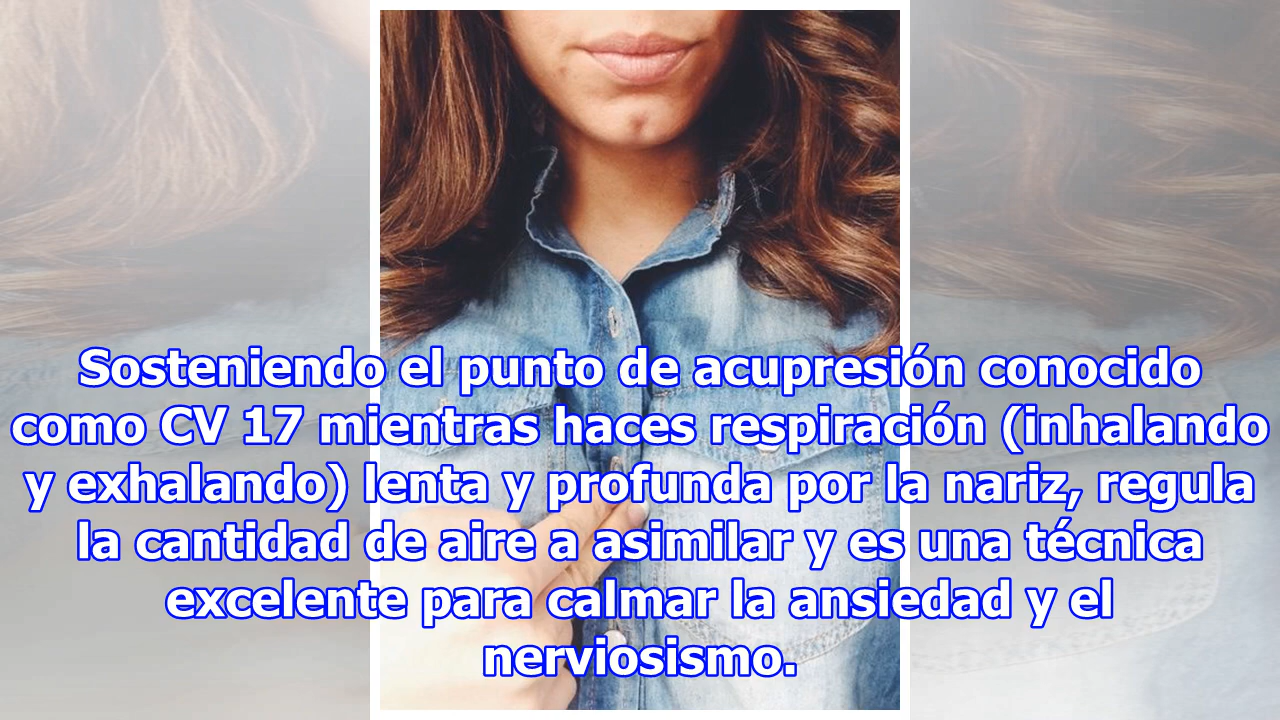 Sosteniendo el punto de acupresión conocido
como CV 17 mientras haces respiración (inhalando
y exhalando) lenta y profunda por la nariz, regula
la cantidad de aire a asimilar y es una técnica
excelente para calmar la ansiedad y el
nerviosismo.